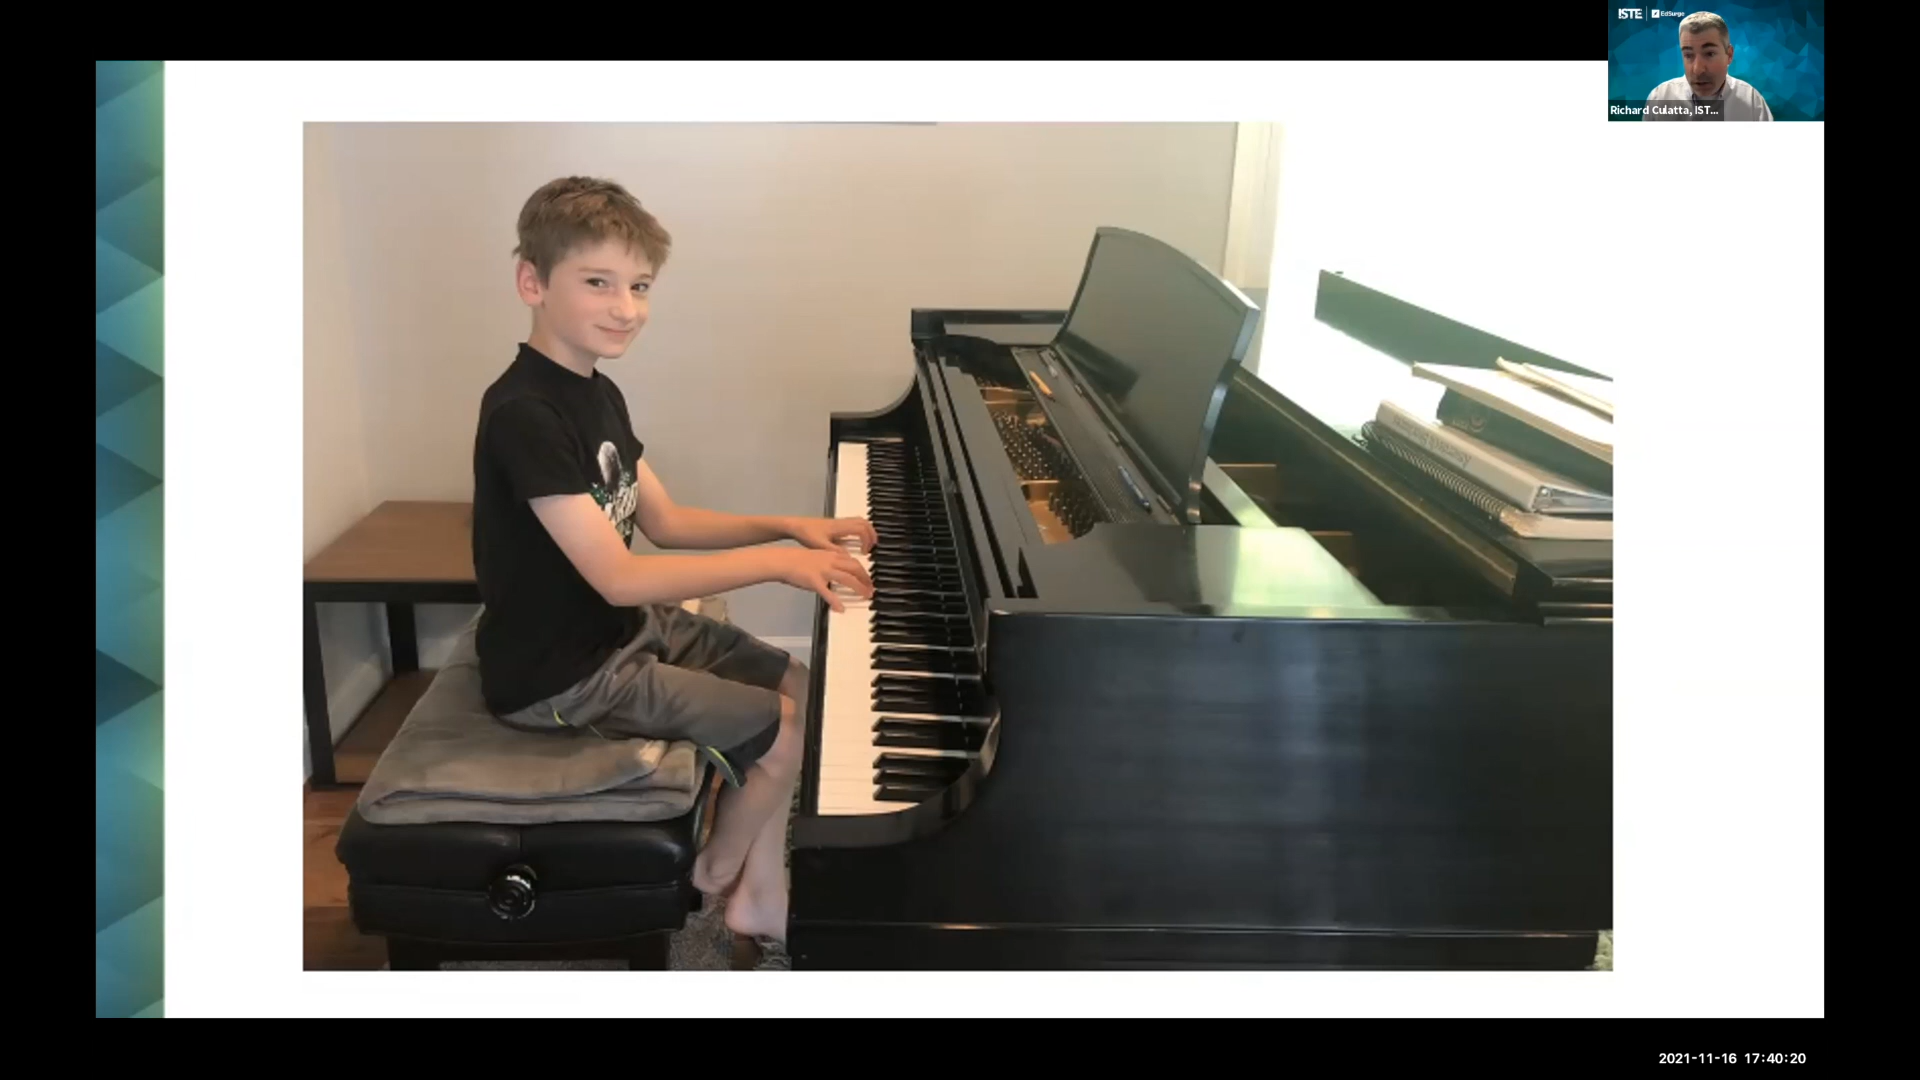 ISTE | EdSurge
Richard Culatta, IST...
2021-11-16 17:40:20